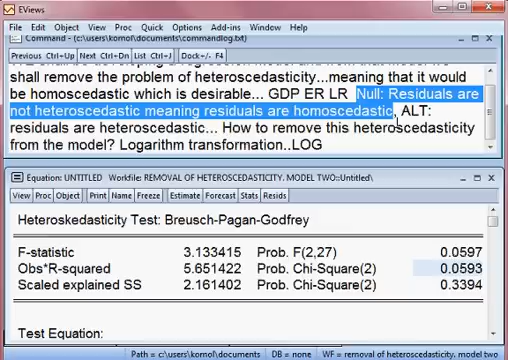 EViews
File Edit Object View Proc Quick Options Add-ins Window Help
Command - (c:\users\komol\documents\commandlog.txt)
Previous Ctrl+Up Next Ctrl+Down List Ctrl+J Dock ‹/- F4
shall remove the problem of heteroscedasticity...meaning that it would
be homoscedastic which is desirable... GDP ER LR Null: Residuals are
not heteroscedastic meaning residuals are homoscedastic, ALT:
residuals are heteroscedastic... How to remove this heteroscedasticity
from the model? Logarithm transformation..LOG
Equation: UNTITLED Workfile: REMOVAL OF HETEROSCEDASTICITY. MODEL TWO::Untitled\
View Proc Object Print Name Freeze Estimate Forecast Stats Resids
Heteroskedasticity Test: Breusch-Pagan-Godfrey
F-statistic 3.133415 Prob. F(2,27) 0.0597
Obs*R-squared 5.651422 Prob. Chi-Square(2) 0.0593
Scaled explained SS 2.161402 Prob. Chi-Square(2) 0.3394
Test Equation:
Path = c:\users\komol\documents DB = none WF = removal of heteroscedasticity. model two